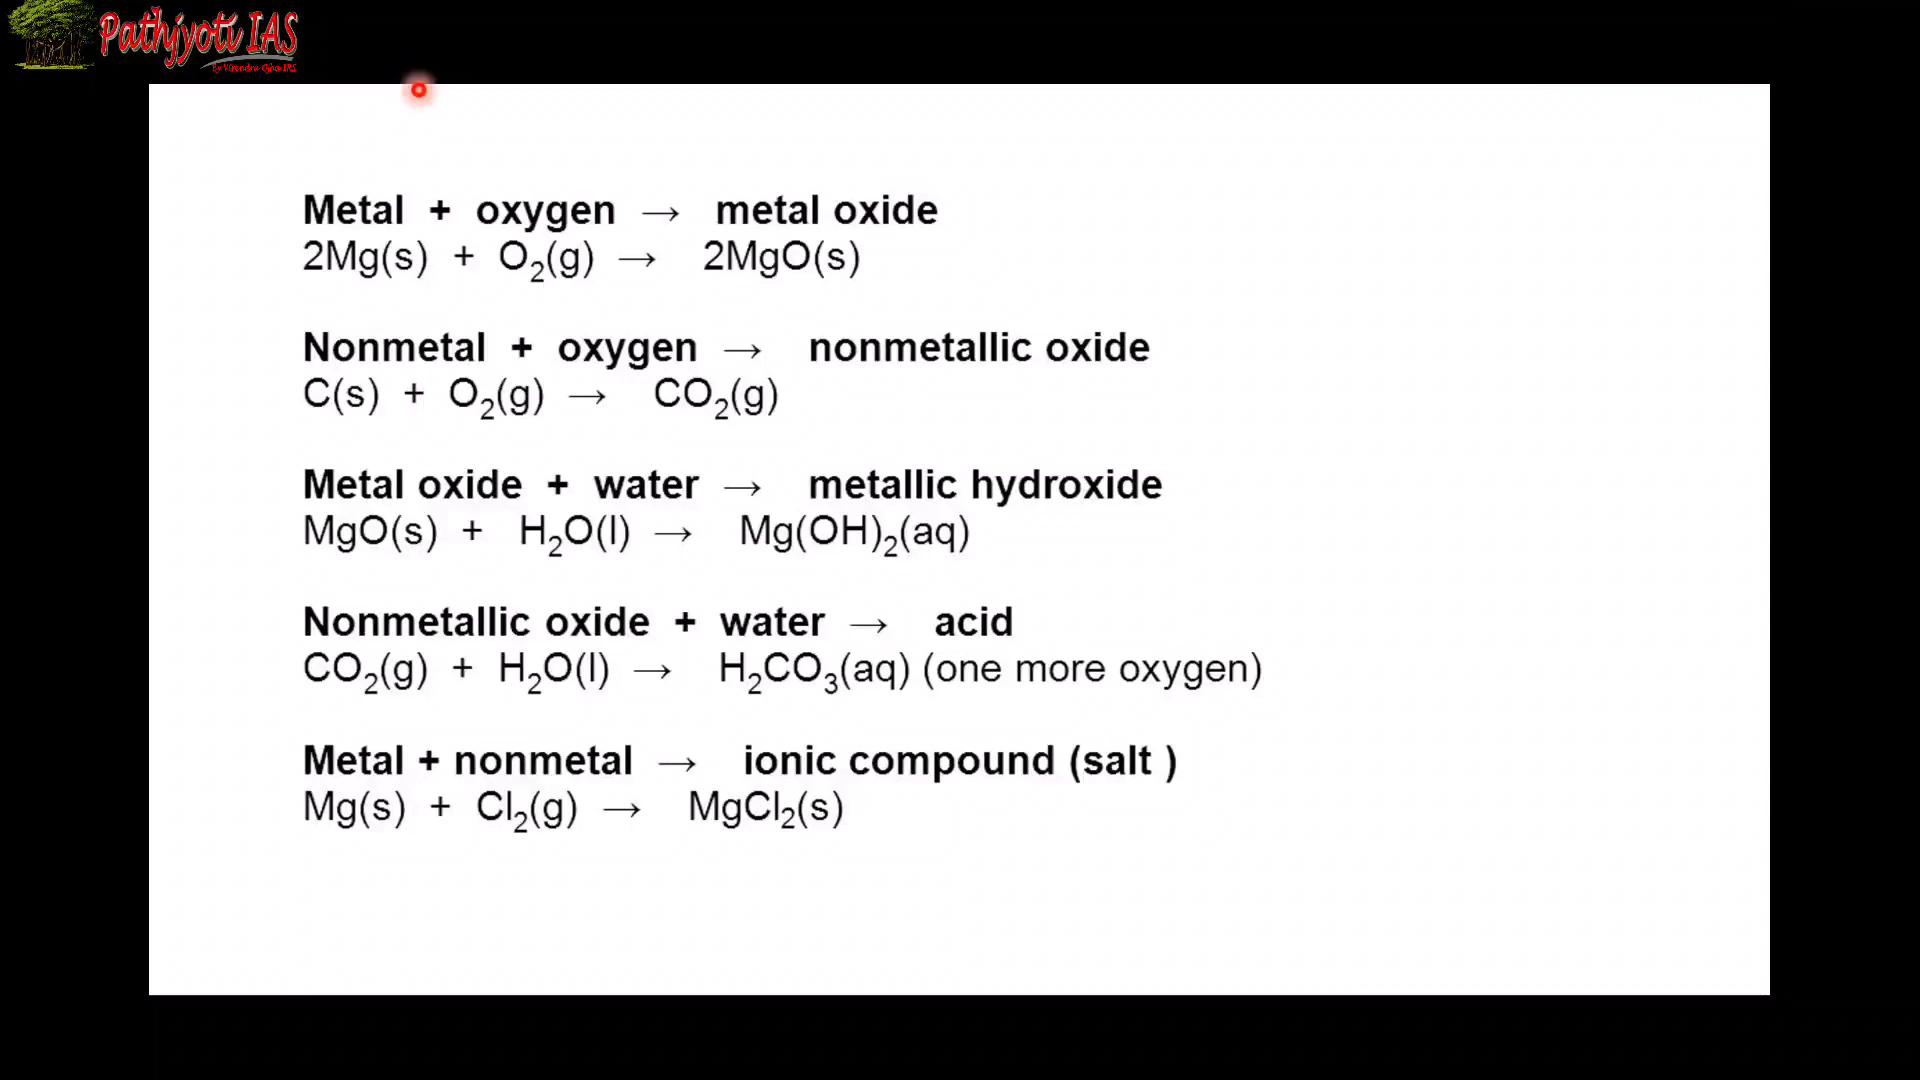 Pathjyoti IAS
Metal + oxygen → metal oxide
2Mg(s) + O₂(g) → 2MgO(s)
Nonmetal + oxygen → nonmetallic oxide
C(s) + O₂(g) → CO₂(g)
Metal oxide + water → metallic hydroxide
MgO(s) + H₂O(l) → Mg(OH)₂(aq)
Nonmetallic oxide + water → acid
CO₂(g) + H₂O(l) → H₂CO₃(aq) (one more oxygen)
Metal + nonmetal → ionic compound (salt )
Mg(s) + Cl₂(g) → MgCl₂(s)